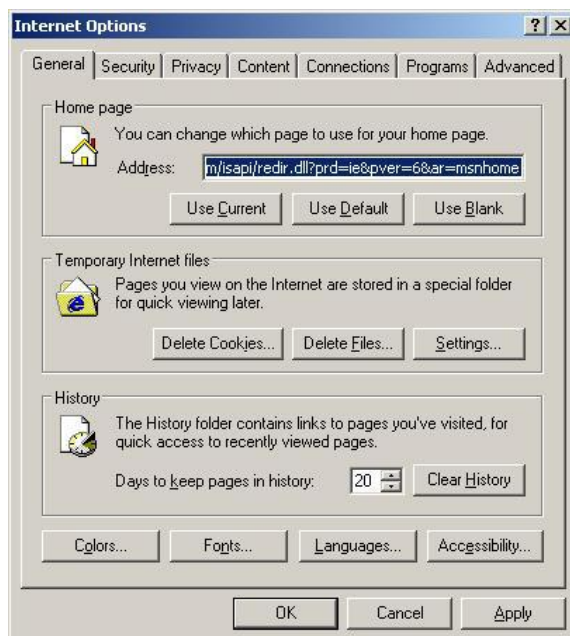 Internet Options
General Security Privacy Content Connections Programs Advanced
Home page
You can change which page to use for your home page.
Address: m/isapi/redir.dll?prd=ie&pver=6&ar=msnhome
Use Current Use Default Use Blank
Temporary Internet files
Pages you view on the Internet are stored in a special folder
for quick viewing later.
Delete Cookies... Delete Files... Settings...
History
The History folder contains links to pages you've visited, for
quick access to recently viewed pages.
Days to keep pages in history: 20 Clear History
Colors... Fonts... Languages... Accessibility...
OK Cancel Apply